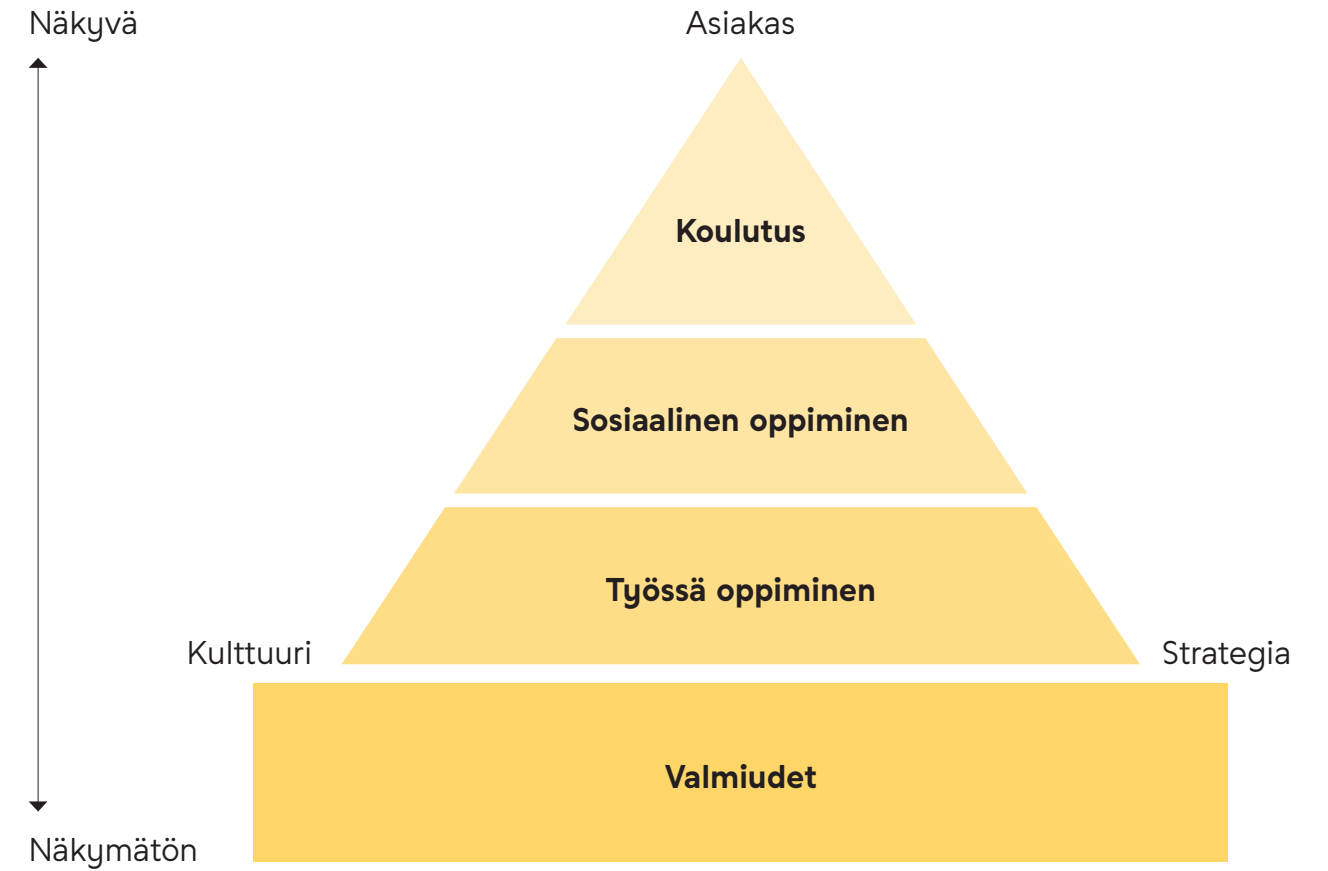 Näkyvä
Asiakas
Koulutus
Sosiaalinen oppiminen
Työssä oppiminen
Kulttuuri
Strategia
Valmiudet
Näkymätön